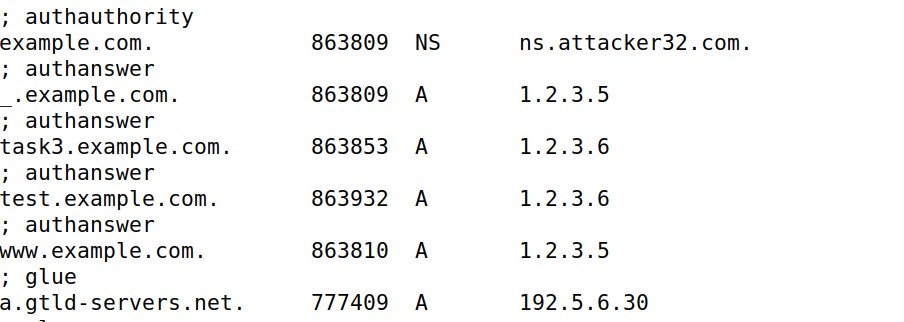 ; authauthority
example.com. 863809 NS ns.attacker32.com.
; authanswer
_.example.com. 863809 A 1.2.3.5
; authanswer
task3.example.com. 863853 A 1.2.3.6
; authanswer
test.example.com. 863932 A 1.2.3.6
; authanswer
www.example.com. 863810 A 1.2.3.5
; glue
a.gtld-servers.net. 777409 A 192.5.6.30